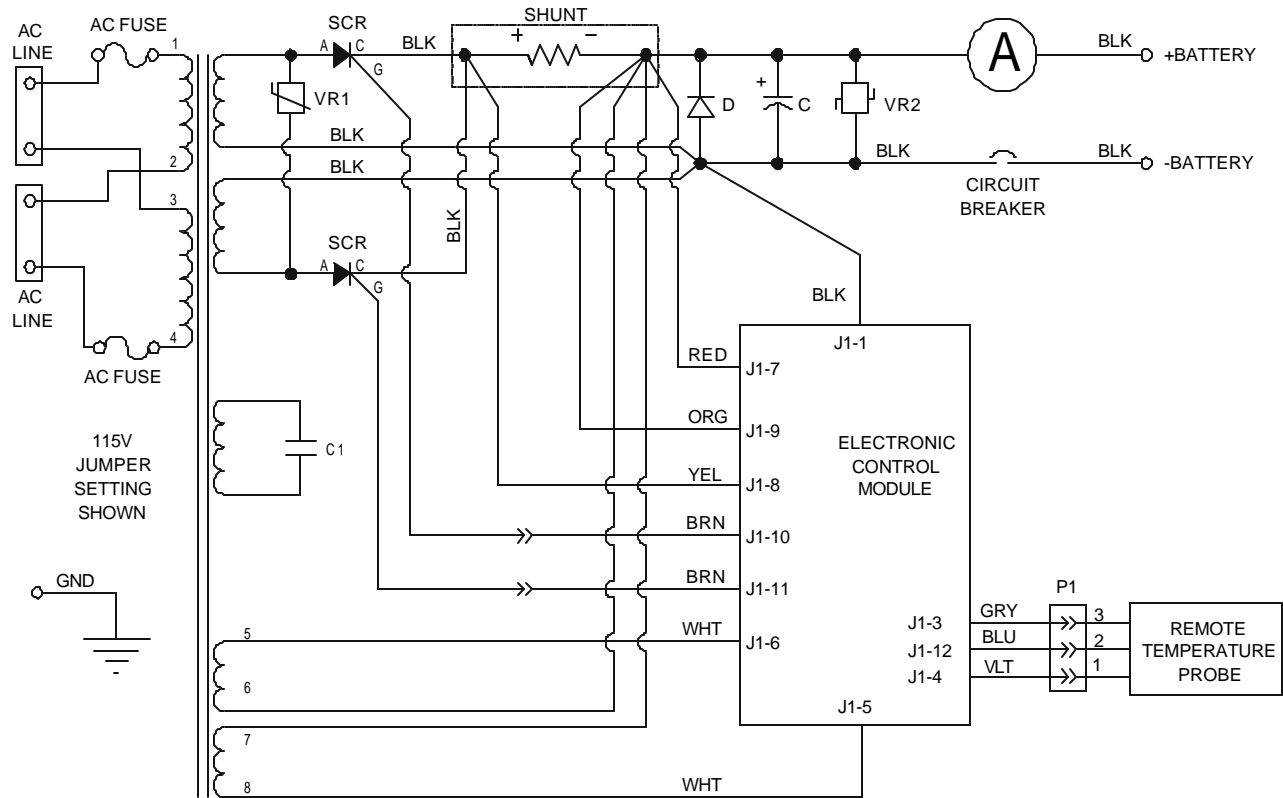 SHUNT
SCR
AC FUSE
AC
LINE
1
A
C
G
BLK
+
−
A
BLK
+BATTERY
VR1
D
+
C
VR2
BLK
BLK
BLK
BLK
-BATTERY
2
3
CIRCUIT
BREAKER
SCR
A
C
G
BLK
AC
LINE
4
AC FUSE
BLK
J1-1
RED
J1-7
ORG
J1-9
ELECTRONIC
CONTROL
MODULE
YEL
J1-8
BRN
J1-10
BRN
J1-11
WHT
J1-6
C1
115V
JUMPER
SETTING
SHOWN
GND
5
6
7
8
WHT
J1-5
J1-3
J1-12
J1-4
GRY
BLU
VLT
P1
3
2
1
REMOTE
TEMPERATURE
PROBE